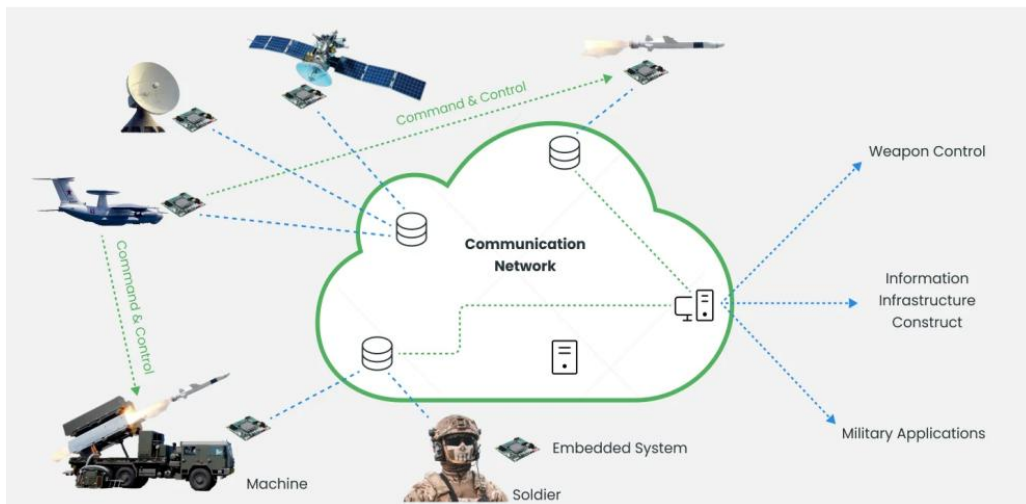 Command & Control
Weapon Control
Command & Control
Communication
Network
Information
Infrastructure
Construct
Military Applications
Embedded System
Machine
Soldier